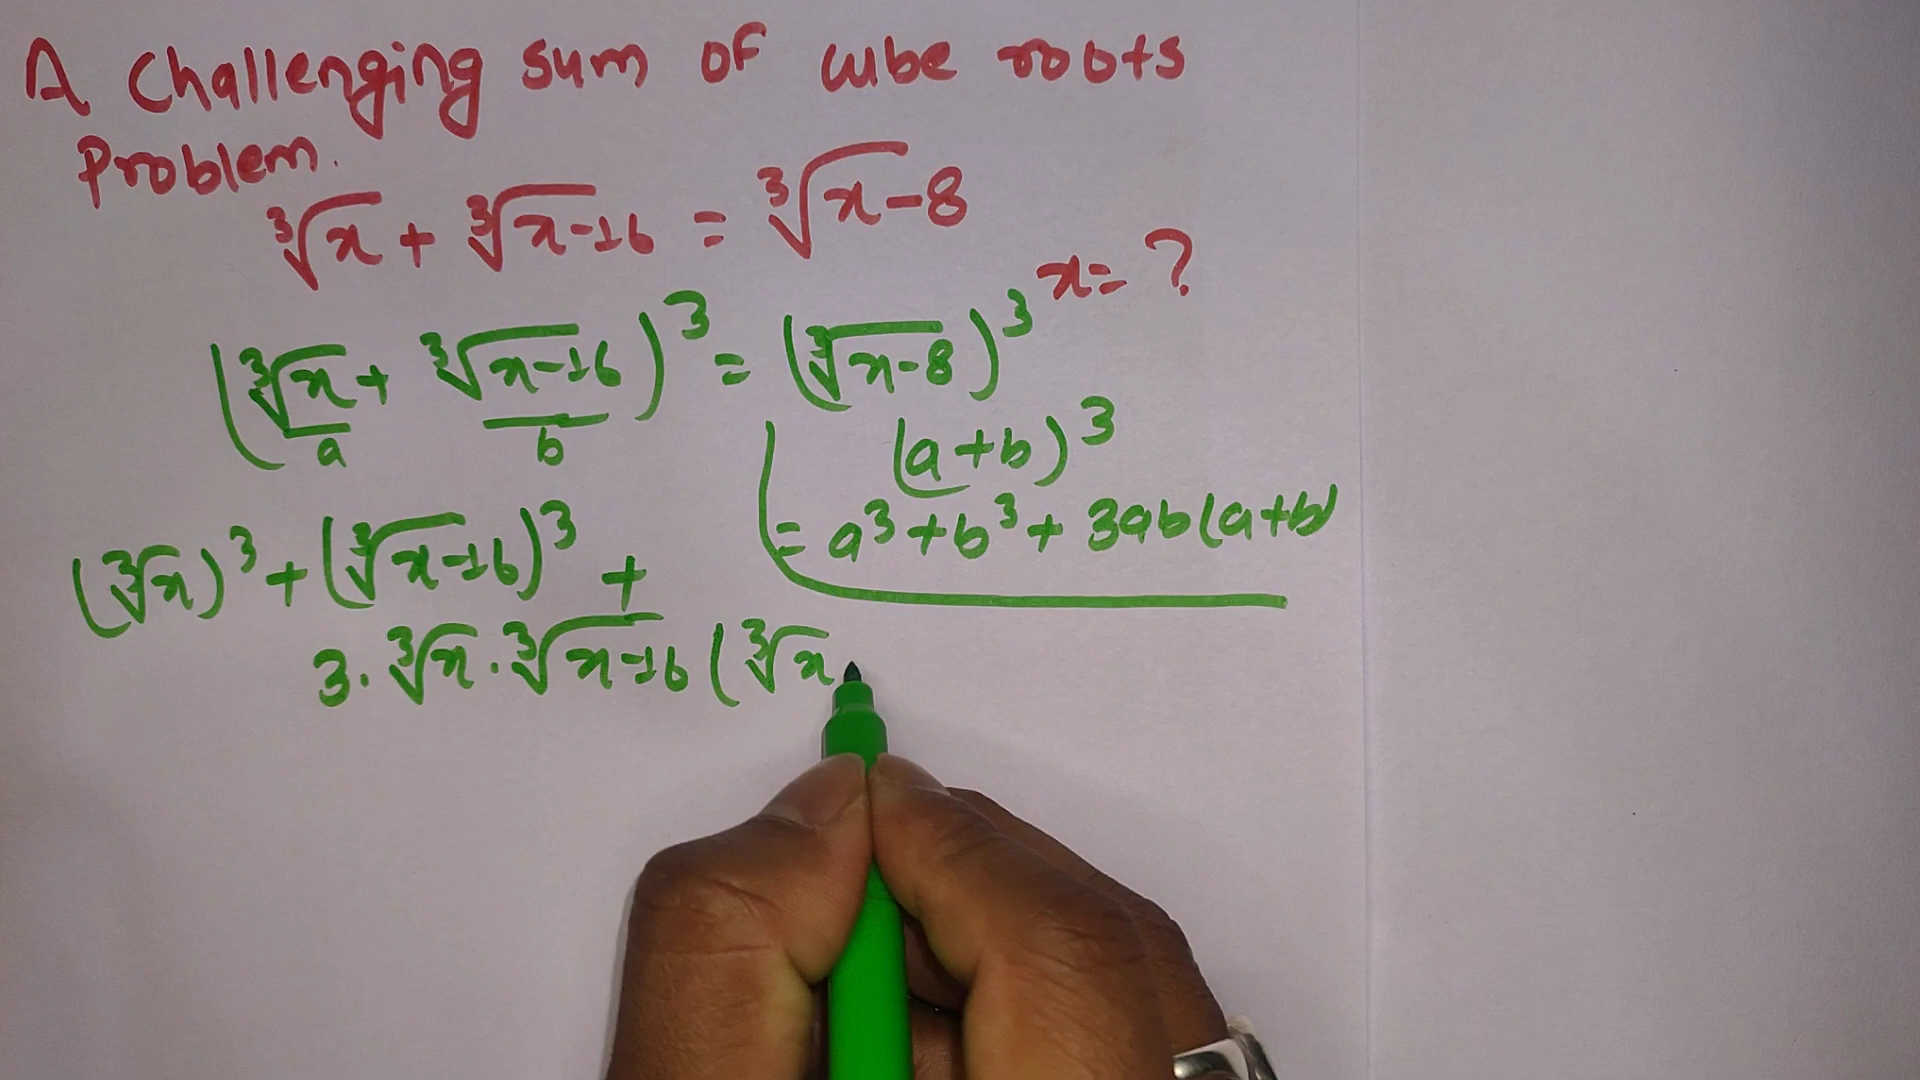 A Challenging sum OF cube roots
Problem.
∛x + ∛x-16 = ∛x-8
x= ?
(∛x + ∛x-16)³ = (∛x-8)³
a b
(a+b)³
= a³+b³+ 3ab(a+b)
(∛x)³+(∛x-16)³ +
3. ∛x . ∛x-16 (∛x